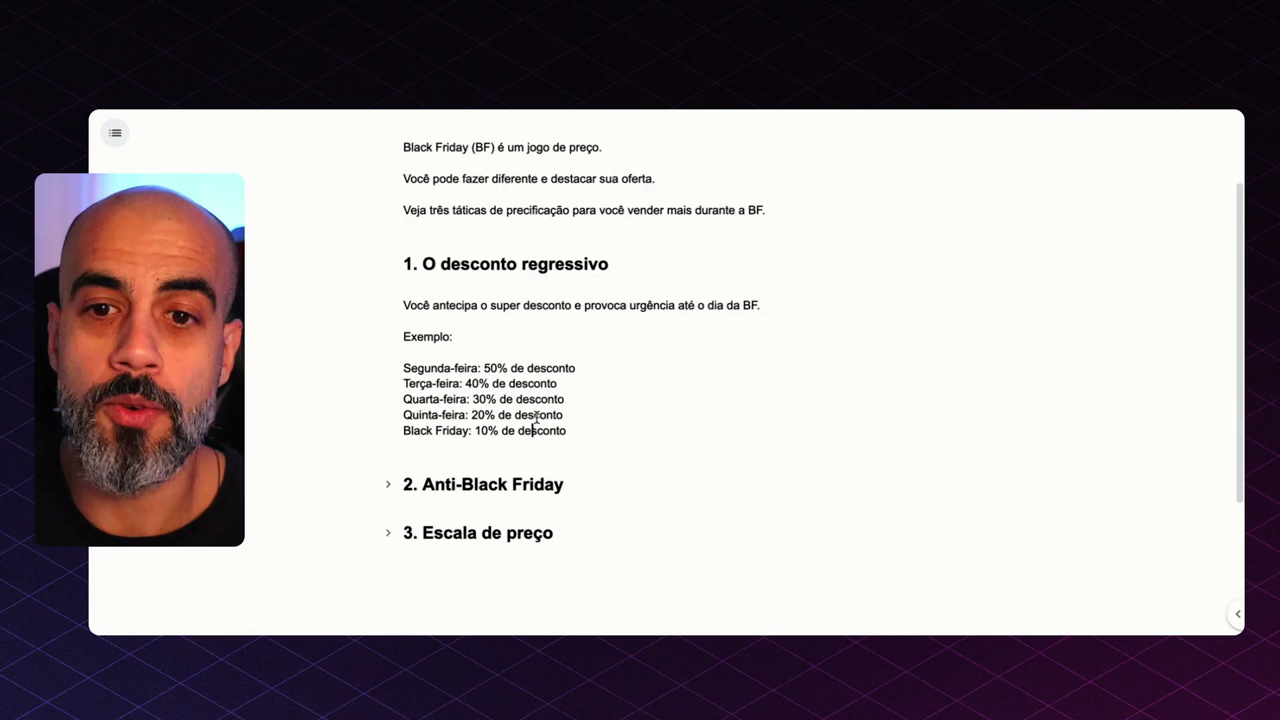 Black Friday (BF) é um jogo de preço.
Você pode fazer diferente e destacar sua oferta.
Veja três táticas de precificação para você vender mais durante a BF.
1. O desconto regressivo
Você antecipa o super desconto e provoca urgência até o dia da BF.
Exemplo:
Segunda-feira: 50% de desconto
Terça-feira: 40% de desconto
Quarta-feira: 30% de desconto
Quinta-feira: 20% de desconto
Black Friday: 10% de desconto
2. Anti-Black Friday
3. Escala de preço